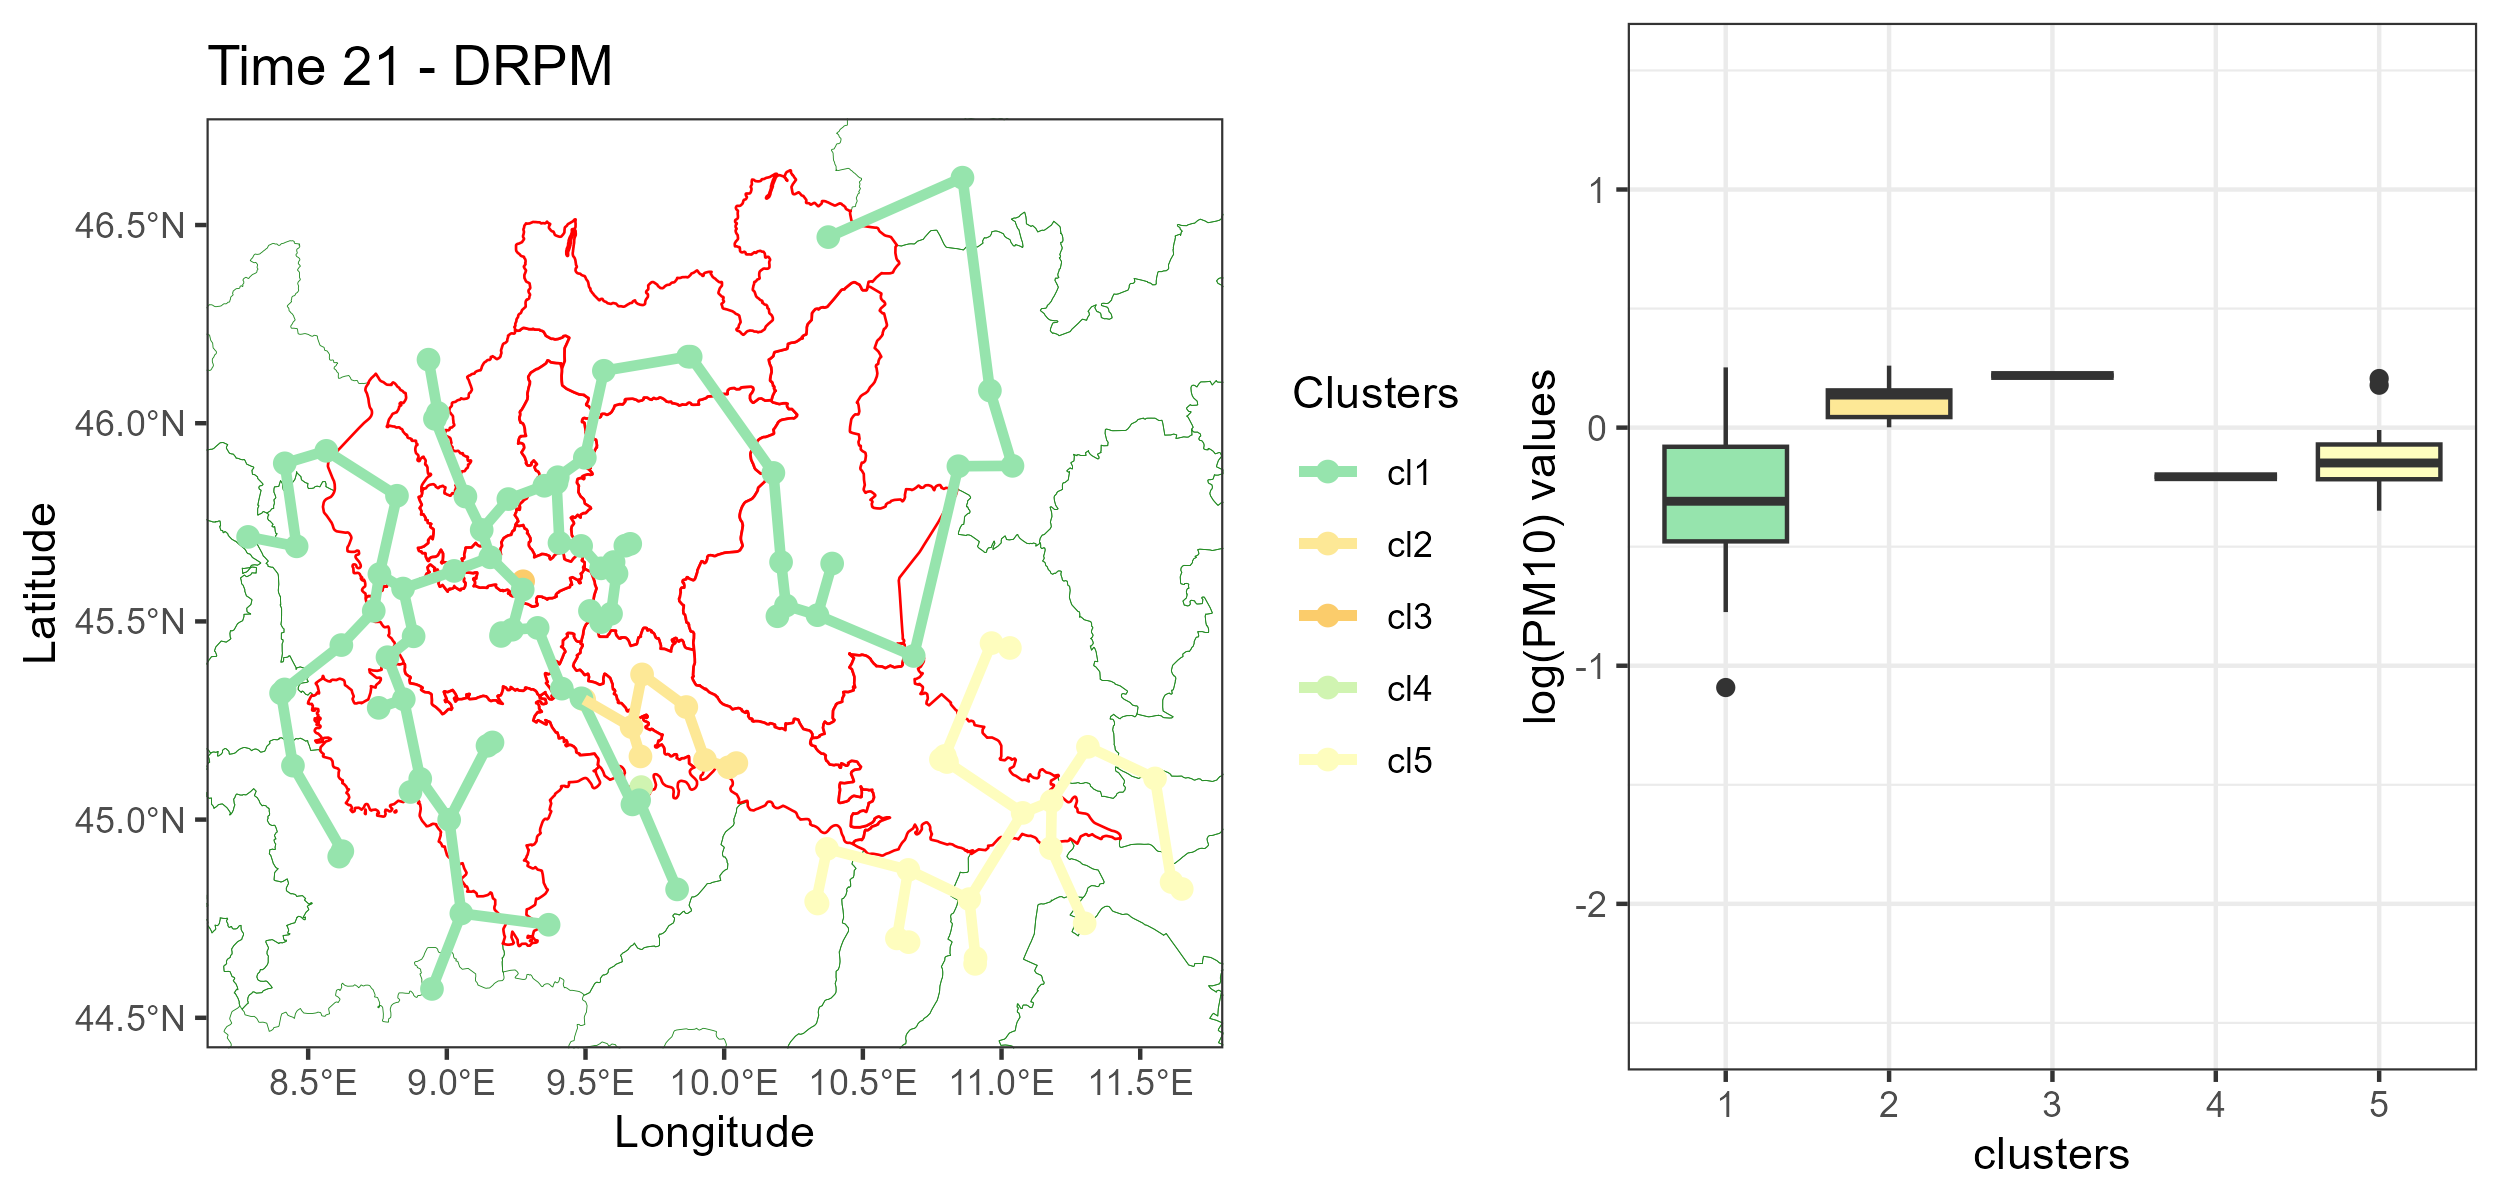 Time 21 - DRPM
Latitude
46.5°N
46.0°N
45.5°N
45.0°N
44.5°N
8.5°E 9.0°E 9.5°E 10.0°E 10.5°E 11.0°E 11.5°E
Longitude
Clusters
cl1
cl2
cl3
cl4
cl5
log(PM10) values
1
0
-1
-2
1 2 3 4 5
clusters